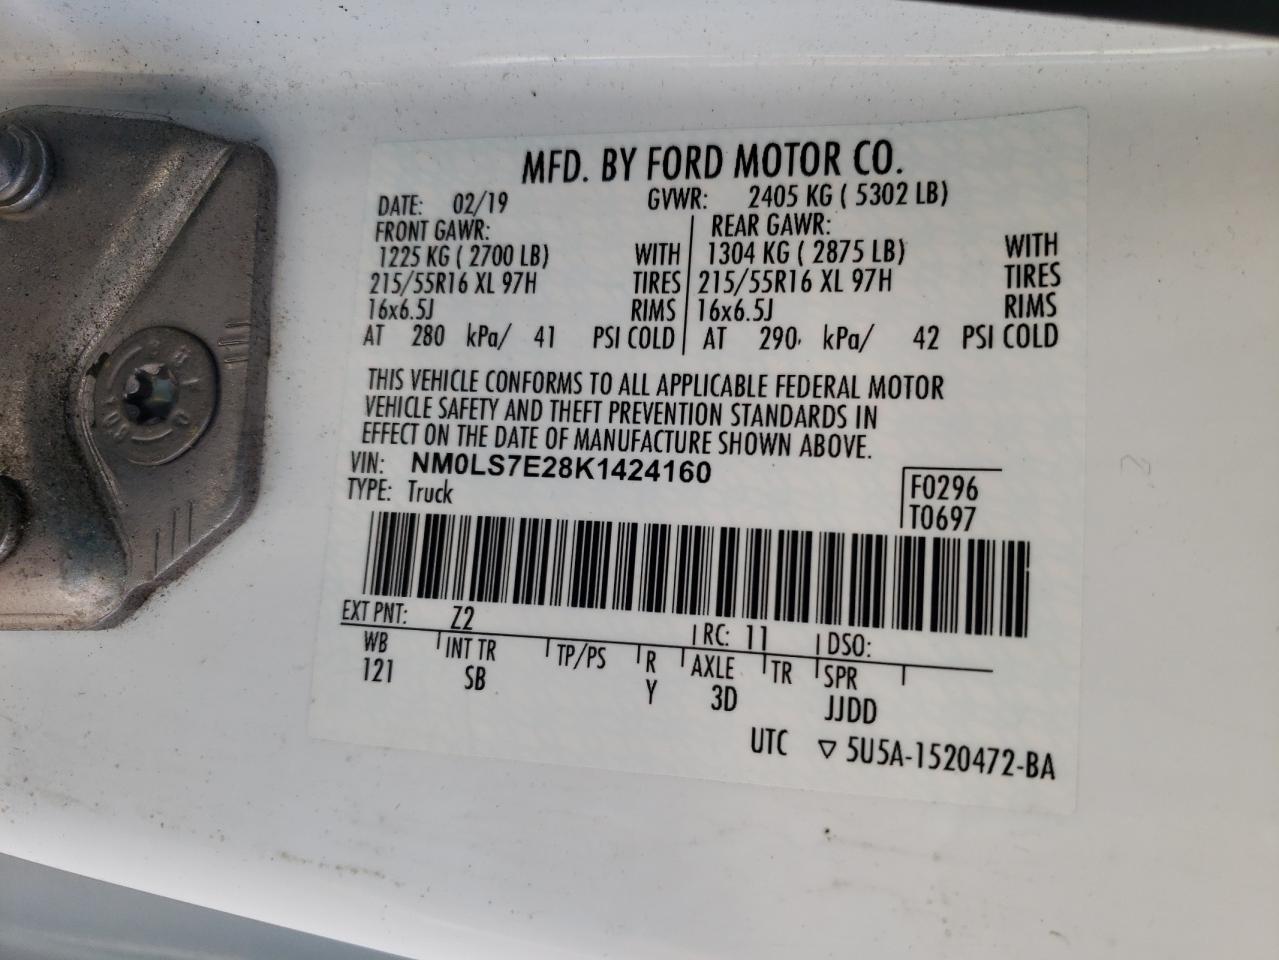 MFD. BY FORD MOTOR CO.
DATE: 02/19 GVWR: 2405 KG ( 5302 LB)
FRONT GAWR: REAR GAWR:
1225 KG ( 2700 LB) WITH 1304 KG ( 2875 LB) WITH
215/55R16 XL 97H TIRES 215/55R16 XL 97H TIRES
16x6.5J RIMS 16x6.5J RIMS
AT 280 kPa/ 41 PSI COLD AT 290 kPa/ 42 PSI COLD
THIS VEHICLE CONFORMS TO ALL APPLICABLE FEDERAL MOTOR
VEHICLE SAFETY AND THEFT PREVENTION STANDARDS IN
EFFECT ON THE DATE OF MANUFACTURE SHOWN ABOVE.
VIN: NM0LS7E28K1424160
TYPE: Truck
F0296
T0697
EXT PNT: Z2 RC: 11 DSO:
WB INT TR TP/PS R AXLE TR SPR
121 SB Y 3D JJDD
UTC ▽ 5U5A-1520472-BA